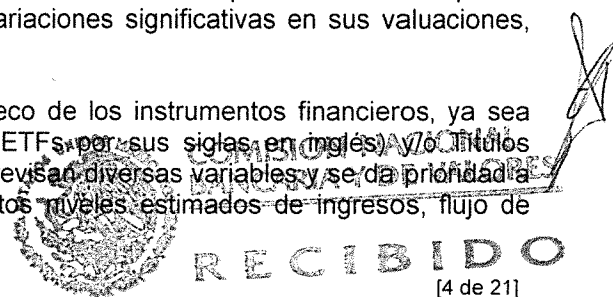 ariaciones significativas en sus valuaciones,
eco de los instrumentos financieros, ya sea
ETFs por sus siglas en inglés) y/o Títulos
evisan diversas variables y se da prioridad a
tos niveles estimados de ingresos, flujo de
COMISION NACIONAL
BANCARIA Y DE VALORES
RECIBIDO
[4 de 21]